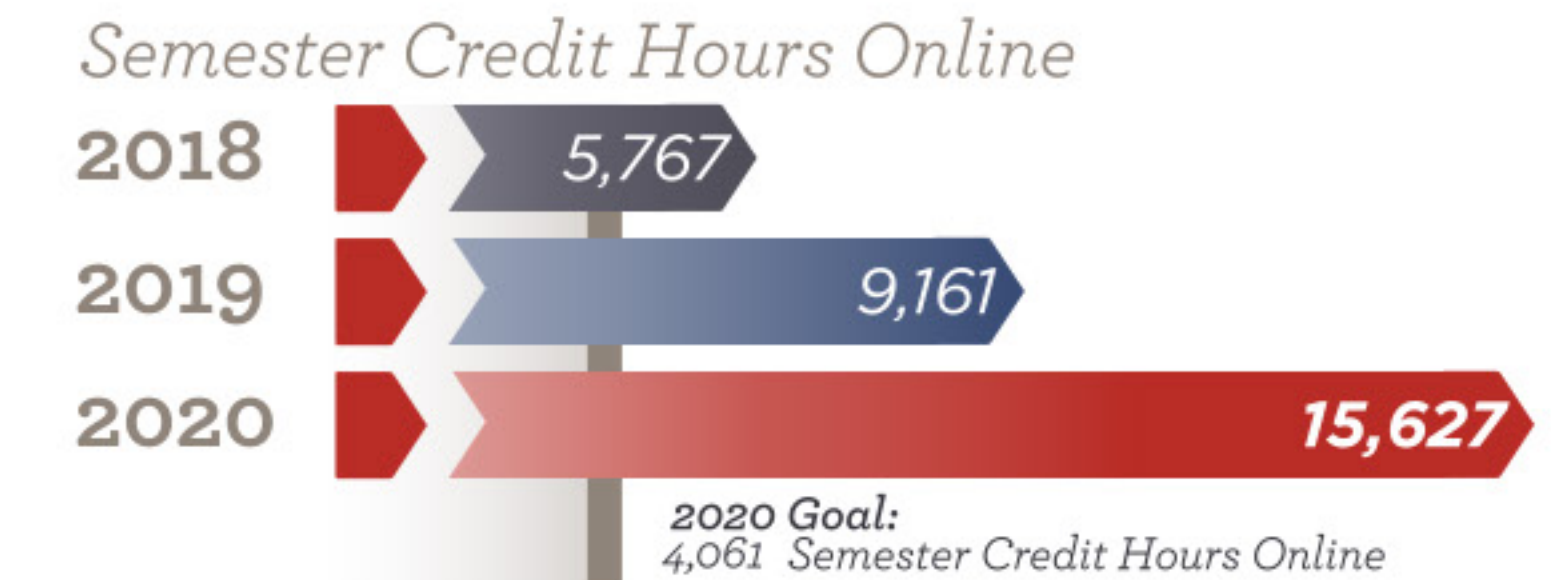 Semester Credit Hours Online
2018 5,767
2019 9,161
2020 15,627
2020 Goal:
4,061 Semester Credit Hours Online